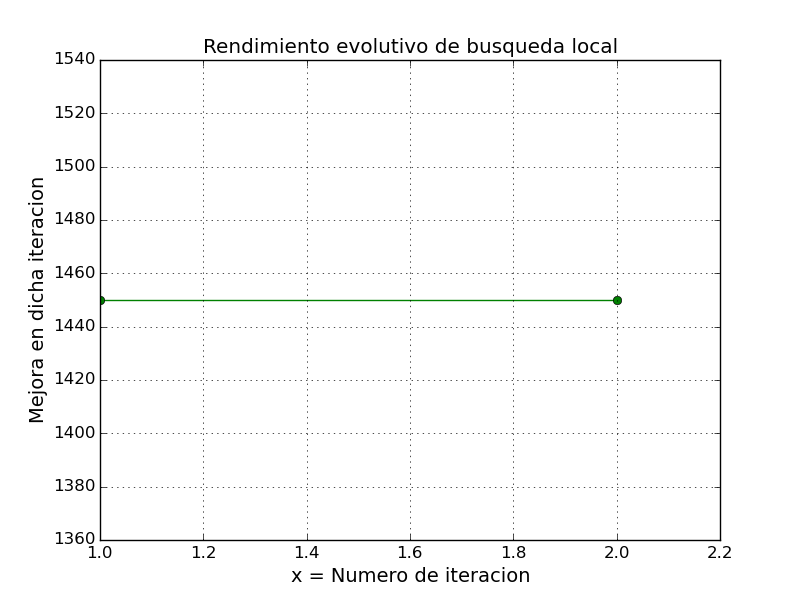 Rendimiento evolutivo de busqueda local
1540
1520
1500
1480
1460
1440
1420
1400
1380
1360
Mejora en dicha iteracion
1.0 1.2 1.4 1.6 1.8 2.0 2.2
x = Numero de iteracion